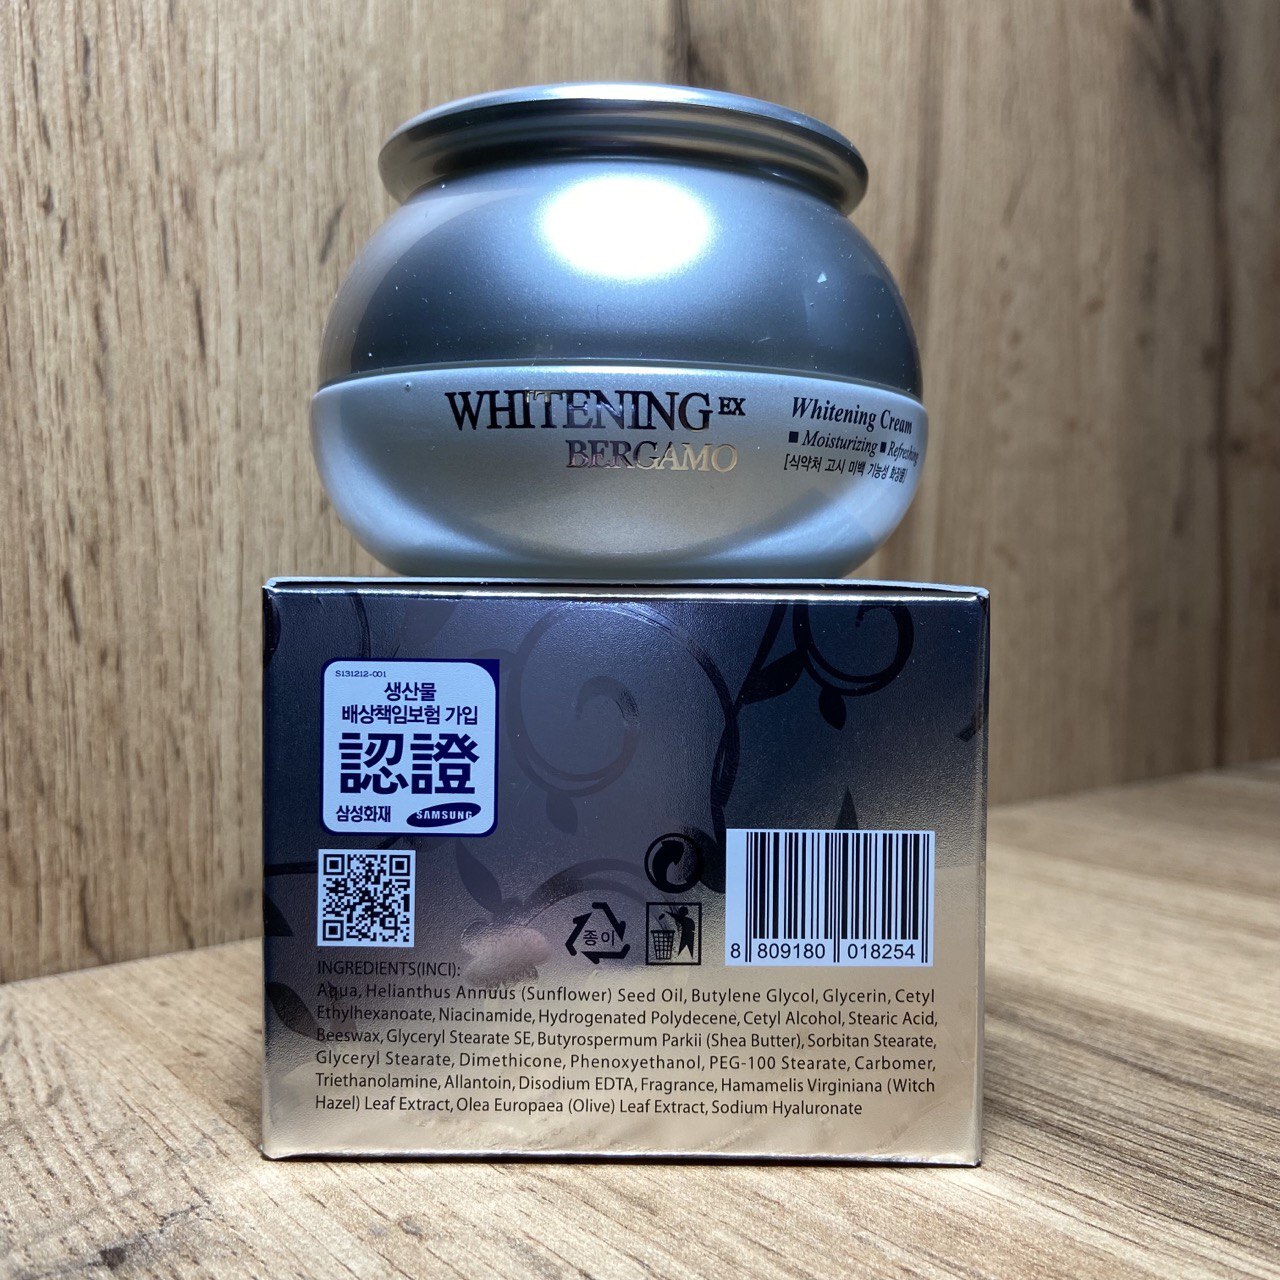 WHITENING EX
BERGAMO
Whitening Cream
■ Moisturizing ■ Refreshing
[식약처 고시 미백 기능성 화장품]
S131212-001
생산물
배상책임보험 가입
認證
삼성화재 SAMSUNG
종이
8 809180 018254
INGREDIENTS(INCI):
Aqua, Helianthus Annuus (Sunflower) Seed Oil, Butylene Glycol, Glycerin, Cetyl
Ethylhexanoate, Niacinamide, Hydrogenated Polydecene, Cetyl Alcohol, Stearic Acid,
Beeswax, Glyceryl Stearate SE, Butyrospermum Parkii (Shea Butter), Sorbitan Stearate,
Glyceryl Stearate, Dimethicone, Phenoxyethanol, PEG-100 Stearate, Carbomer,
Triethanolamine, Allantoin, Disodium EDTA, Fragrance, Hamamelis Virginiana (Witch
Hazel) Leaf Extract, Olea Europaea (Olive) Leaf Extract, Sodium Hyaluronate